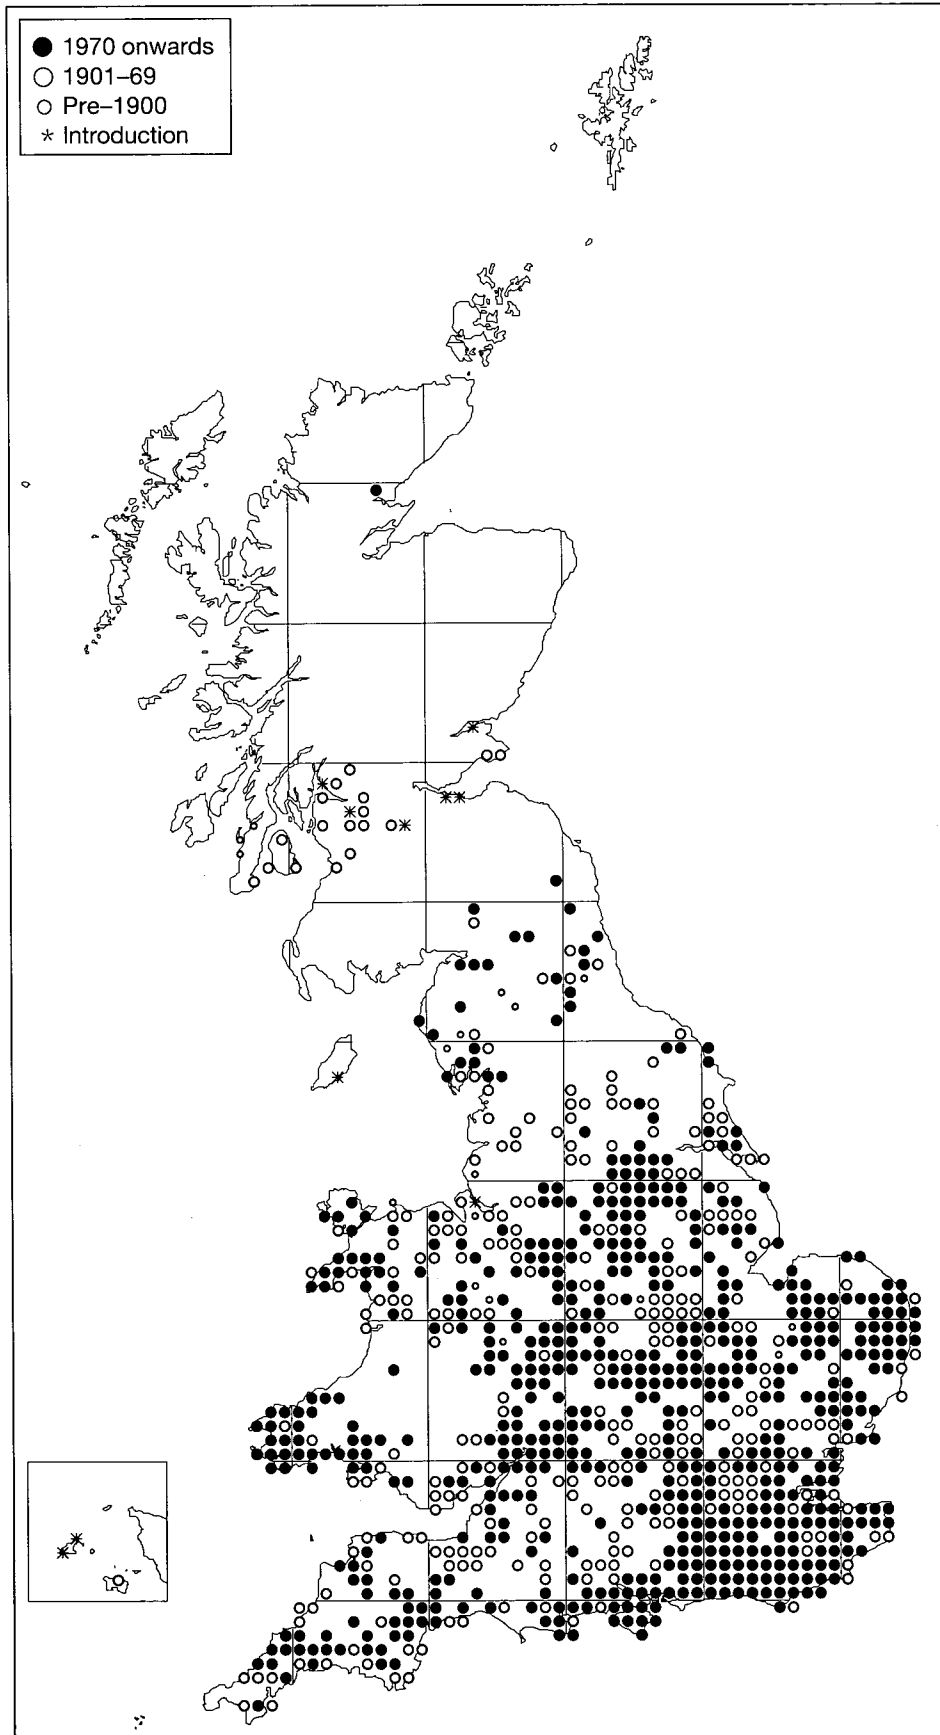 ● 1970 onwards
○ 1901–69
○ Pre–1900
* Introduction